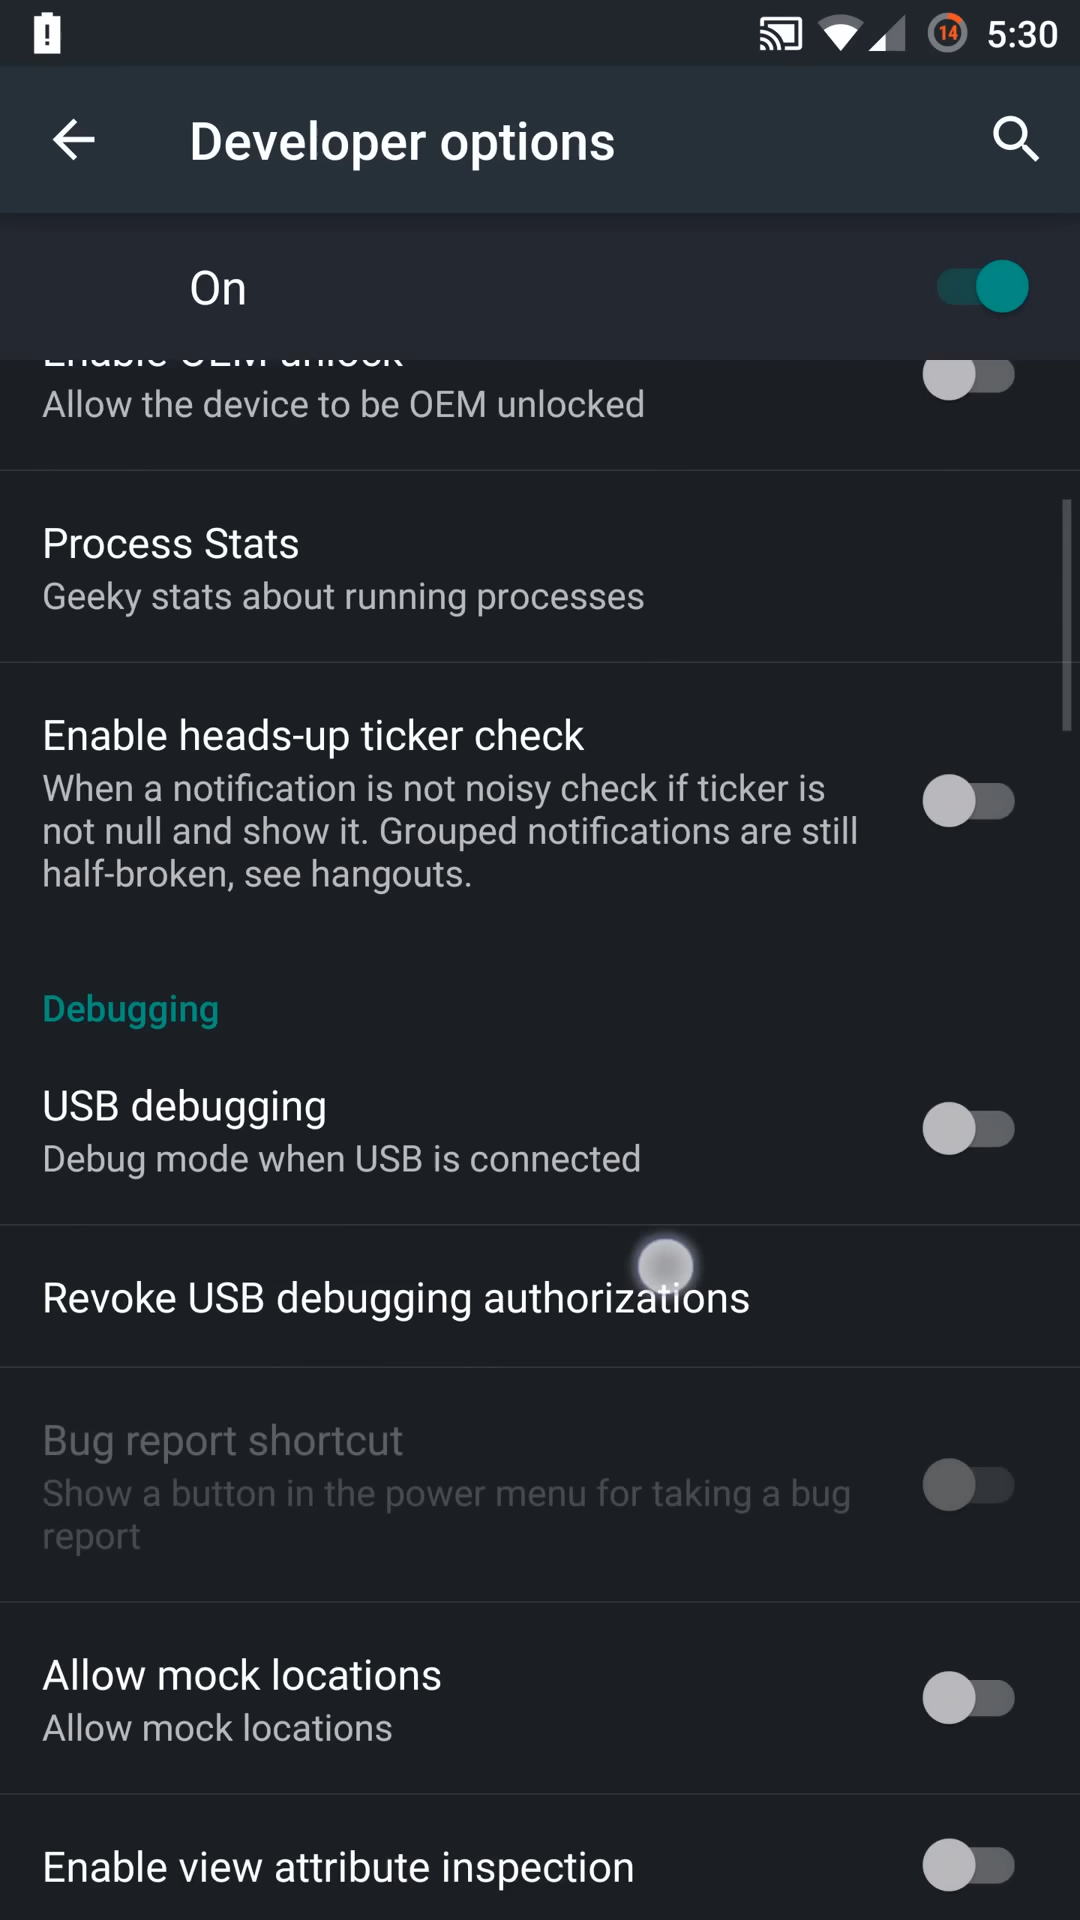 14 5:30
Developer options
On
Enable OEM unlock
Allow the device to be OEM unlocked
Process Stats
Geeky stats about running processes
Enable heads-up ticker check
When a notification is not noisy check if ticker is
not null and show it. Grouped notifications are still
half-broken, see hangouts.
Debugging
USB debugging
Debug mode when USB is connected
Revoke USB debugging authorizations
Bug report shortcut
Show a button in the power menu for taking a bug
report
Allow mock locations
Allow mock locations
Enable view attribute inspection